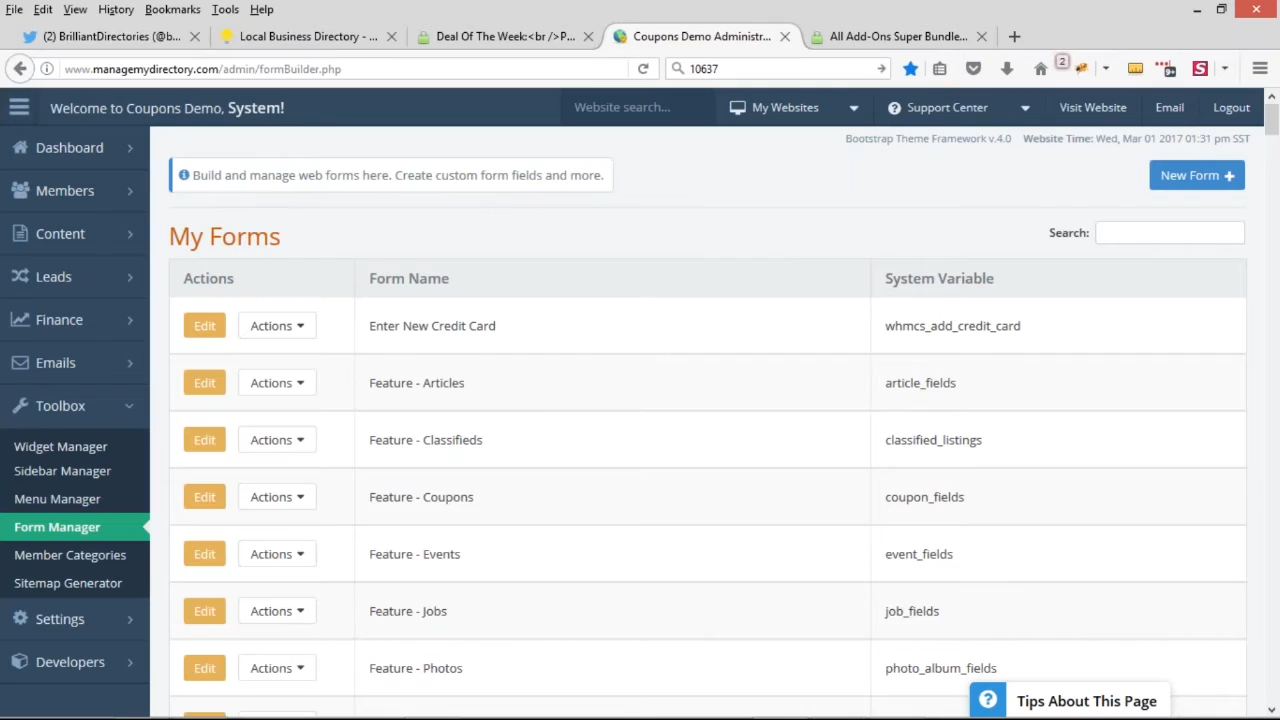 File Edit View History Bookmarks Tools Help
(2) BrilliantDirectories (@b...
Local Business Directory - ...
Deal Of The Week:<br />P...
Coupons Demo Administr...
All Add-Ons Super Bundle...
www.managemydirectory.com/admin/formBuilder.php
10637
2
9+
S
Welcome to Coupons Demo, System!
Website search...
My Websites
Support Center
Visit Website
Email
Logout
Bootstrap Theme Framework v.4.0 Website Time: Wed, Mar 01 2017 01:31 pm SST
Dashboard
Members
Content
Leads
Finance
Emails
Toolbox
Widget Manager
Sidebar Manager
Menu Manager
Form Manager
Member Categories
Sitemap Generator
Settings
Developers
Build and manage web forms here. Create custom form fields and more.
New Form
My Forms
Search:
Actions Form Name System Variable
Edit Actions Enter New Credit Card whmcs_add_credit_card
Edit Actions Feature - Articles article_fields
Edit Actions Feature - Classifieds classified_listings
Edit Actions Feature - Coupons coupon_fields
Edit Actions Feature - Events event_fields
Edit Actions Feature - Jobs job_fields
Edit Actions Feature - Photos photo_album_fields
? Tips About This Page